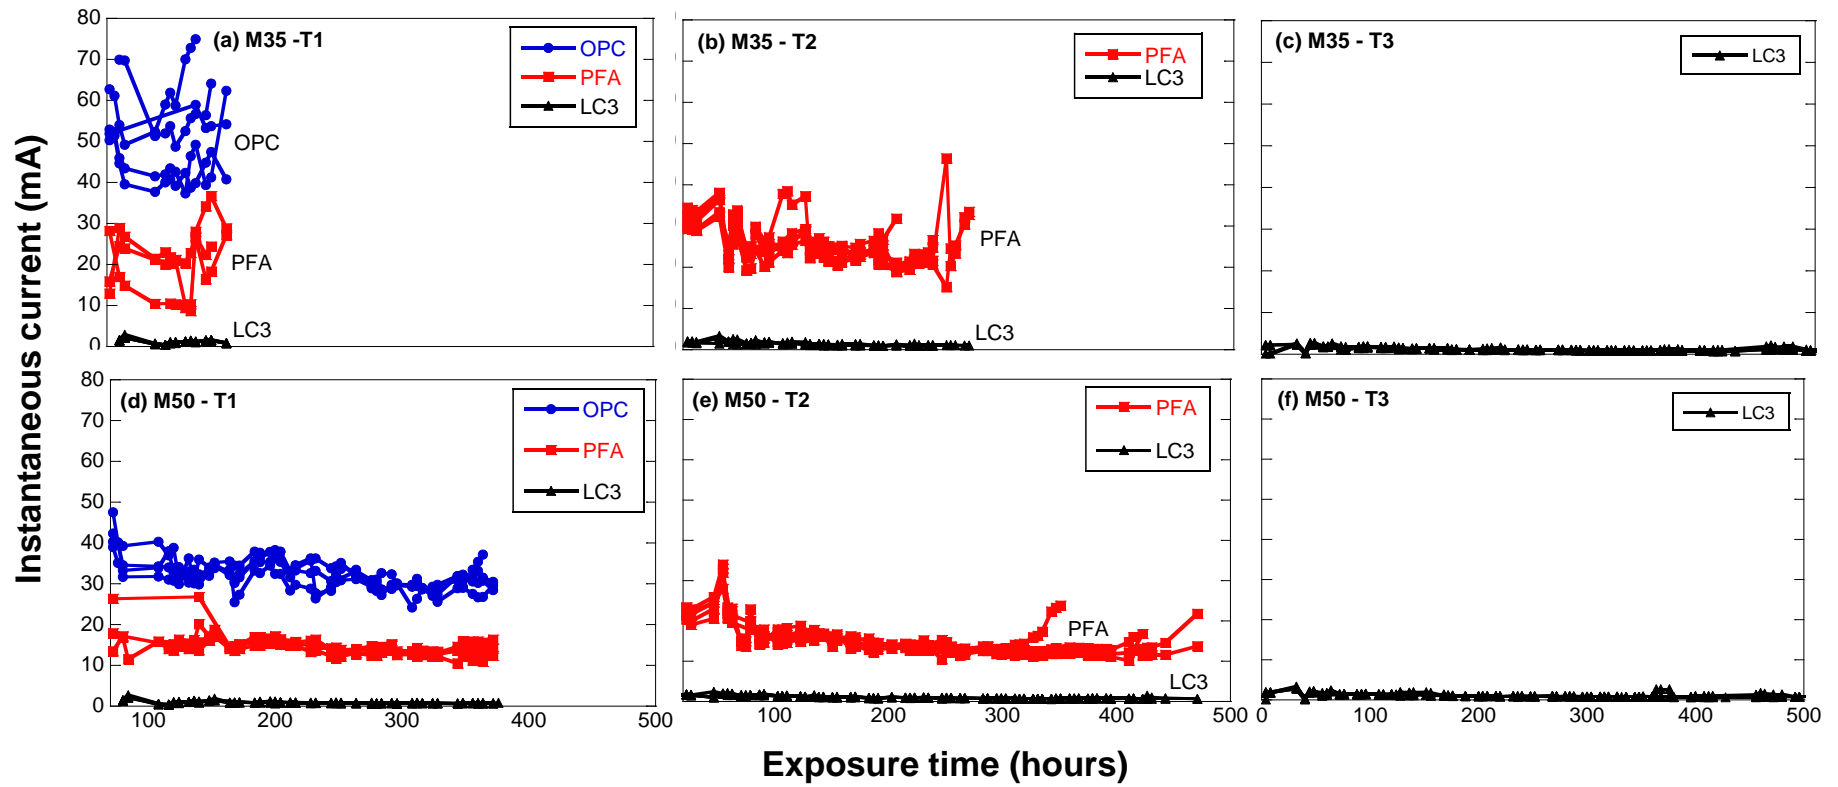 Instantaneous current (mA)
80
70
60
50
40
30
20
10
0
(a) M35 -T1
OPC
PFA
LC3
OPC
PFA
LC3
(b) M35 - T2
PFA
LC3
PFA
LC3
(c) M35 - T3
LC3
80
70
60
50
40
30
20
10
0
(d) M50 - T1
OPC
PFA
LC3
100
200
300
400
500
(e) M50 - T2
PFA
LC3
PFA
LC3
100
200
300
400
500
(f) M50 - T3
LC3
0
100
200
300
400
500
Exposure time (hours)